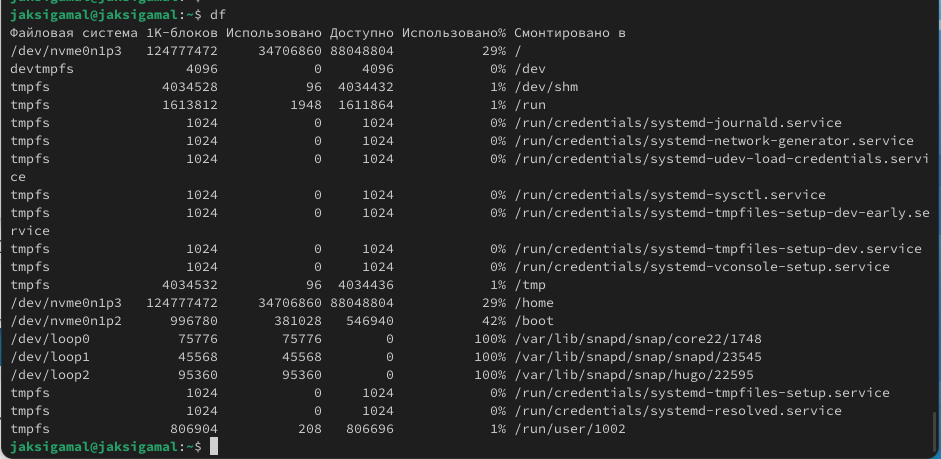 jaksigamal@jaksigamal:~$ df
Файловая система 1K-блоков Использовано Доступно Использовано% Смонтировано в
/dev/nvme0n1p3 124777472 34706860 88048804 29% /
devtmpfs 4096 0 4096 0% /dev
tmpfs 4034528 96 4034432 1% /dev/shm
tmpfs 1613812 1948 1611864 1% /run
tmpfs 1024 0 1024 0% /run/credentials/systemd-journald.service
tmpfs 1024 0 1024 0% /run/credentials/systemd-network-generator.service
tmpfs 1024 0 1024 0% /run/credentials/systemd-udev-load-credentials.servi
ce
tmpfs 1024 0 1024 0% /run/credentials/systemd-sysctl.service
tmpfs 1024 0 1024 0% /run/credentials/systemd-tmpfiles-setup-dev-early.se
rvice
tmpfs 1024 0 1024 0% /run/credentials/systemd-tmpfiles-setup-dev.service
tmpfs 1024 0 1024 0% /run/credentials/systemd-vconsole-setup.service
tmpfs 4034532 96 4034436 1% /tmp
/dev/nvme0n1p3 124777472 34706860 88048804 29% /home
/dev/nvme0n1p2 996780 381028 546940 42% /boot
/dev/loop0 75776 75776 0 100% /var/lib/snapd/snap/core22/1748
/dev/loop1 45568 45568 0 100% /var/lib/snapd/snap/snapd/23545
/dev/loop2 95360 95360 0 100% /var/lib/snapd/snap/hugo/22595
tmpfs 1024 0 1024 0% /run/credentials/systemd-tmpfiles-setup.service
tmpfs 1024 0 1024 0% /run/credentials/systemd-resolved.service
tmpfs 806904 208 806696 1% /run/user/1002
jaksigamal@jaksigamal:~$